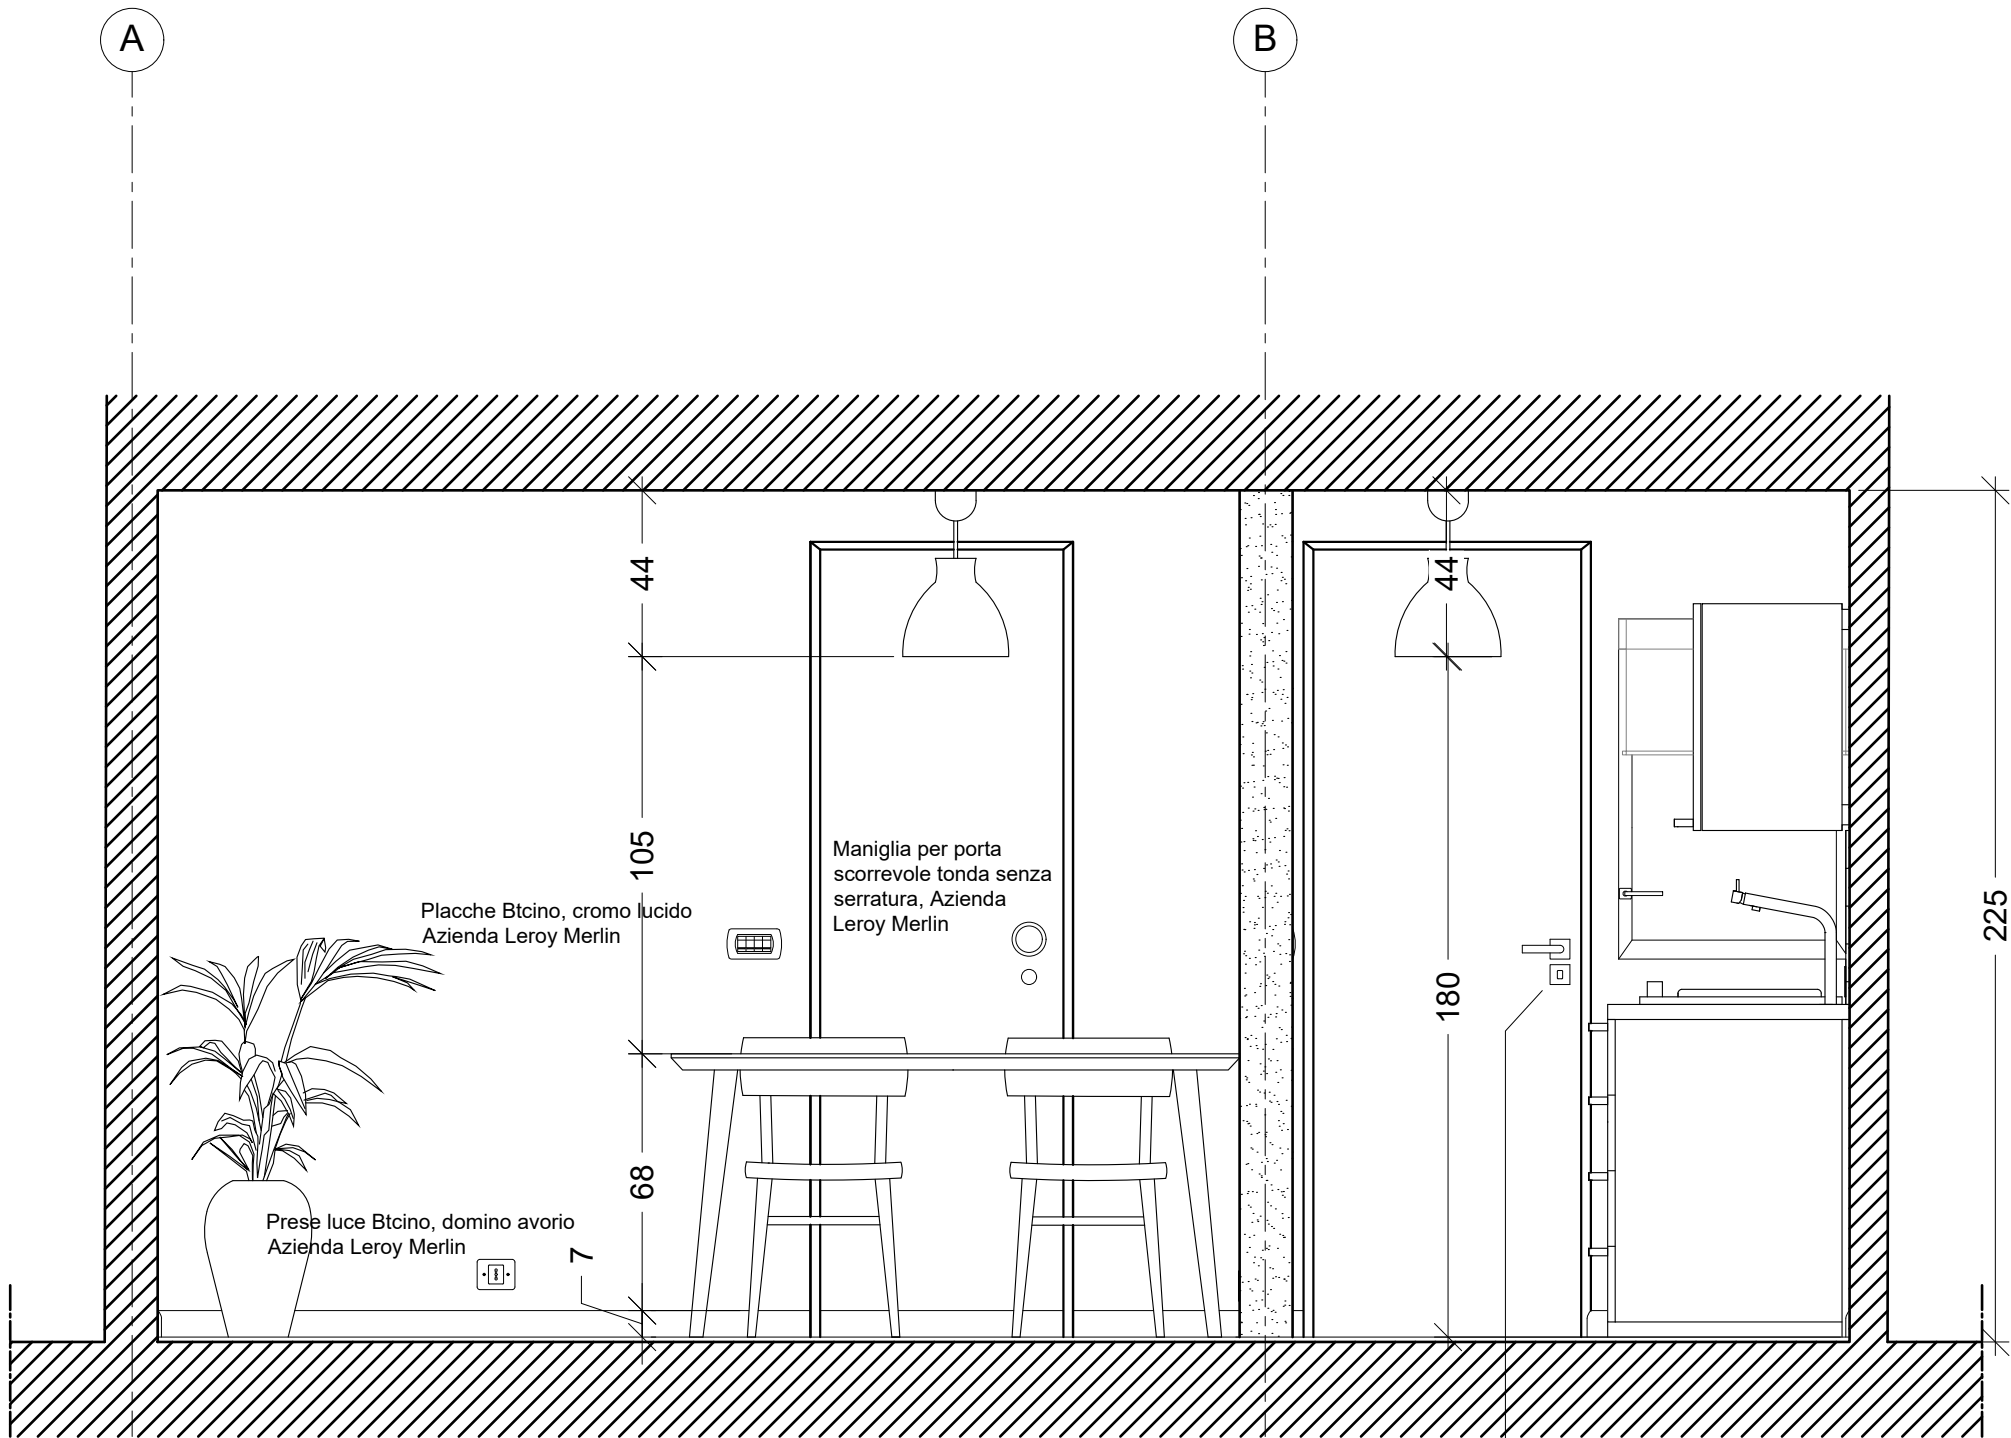 A
B
44
44
105
Maniglia per porta
scorrevole tonda senza
serratura, Azienda
Leroy Merlin
Placche Btcino, cromo lucido
Azienda Leroy Merlin
225
180
68
Prese luce Btcino, domino avorio
Azienda Leroy Merlin
7